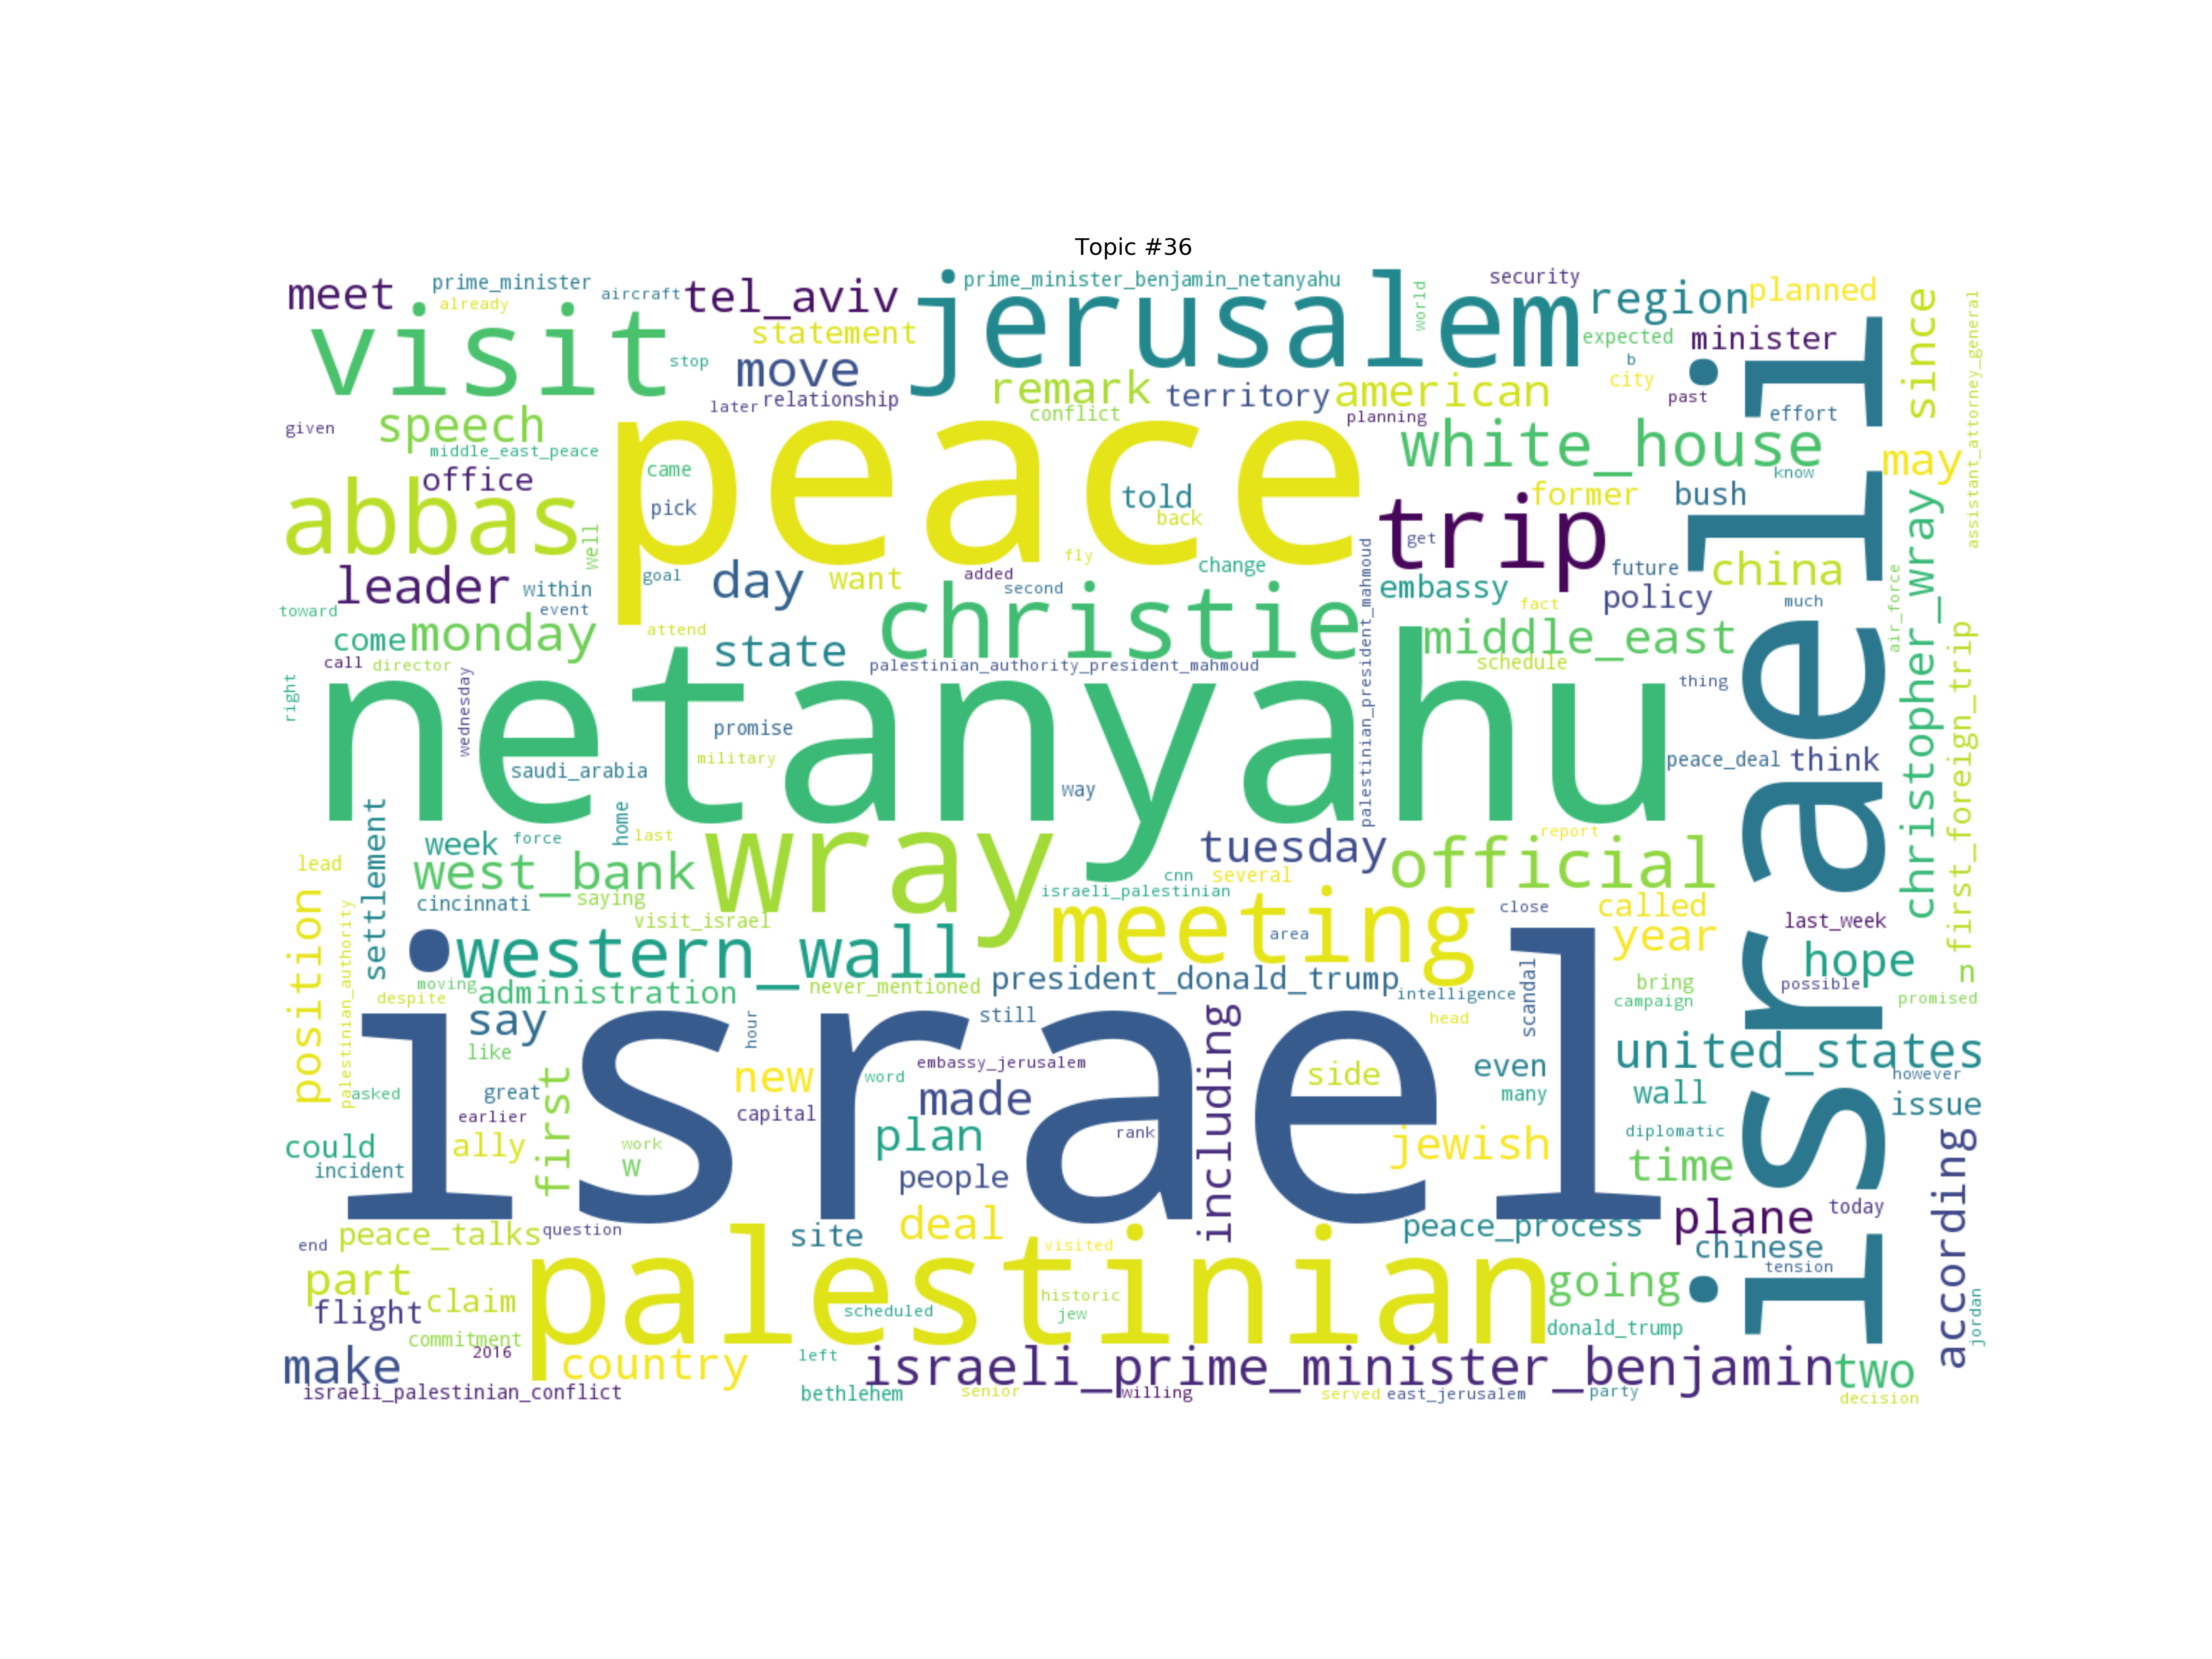 Topic #36
meet
prime_minister
already
aircraft
tel_aviv
prime_minister_benjamin_netanyahu
jerusalem
world
security
region
planned
visit
stop
statement
move
expected
minister
b
city
past
israeli
since
assistant_attorney_general
later
relationship
remark
conflict
territory
american
planning
effort
given
speech
middle_east_peace
office
peace
came
pick
told
back
white_house
know
may
abbas
well
fly
trip
get
former
bush
leader
within
event
goal
day
want
added
second
change
embassy
fact
future
policy
china
much
christopher_wray
air_force
toward
come
monday
attend
christie
middle_east
schedule
call
director
state
palestinian_authority_president_mahmoud
palestinian_president_president_mahmoud
thing
first_foreign_trip
right
wednesday
netanyahu
promise
military
saudi_arabia
way
peace_deal
think
settlement
week
force
home
last
wray
tuesday
report
official
lead
west_bank
saying
cincinnati
visit_israel
cnn
several
israeli_palestinian
meeting
close
called
last_week
position
palestinian_authority
western_wall
area
year
hope
n
moving
despite
administration
never_mentioned
president_donald_trump
intelligence
scandal
bring
campaign
possible
promised
israel
say
hour
still
including
head
united_states
like
embassy_jerusalem
even
however
asked
great
first
new
word
side
many
wall
issue
earlier
capital
made
rank
could
ally
work
w
plan
jewish
diplomatic
time
incident
people
according
peace_talks
question
end
site
deal
visited
peace_process
plane
today
part
palestinian
chinese
tension
flight
claim
scheduled
historic
jew
going
jordan
commitment
2016
donald_trump
make
country
left
israeli_prime_minister_benjamin
two
israeli_palestinian_conflict
bethlehem
senior
willing
served
east_jerusalem
party
decision